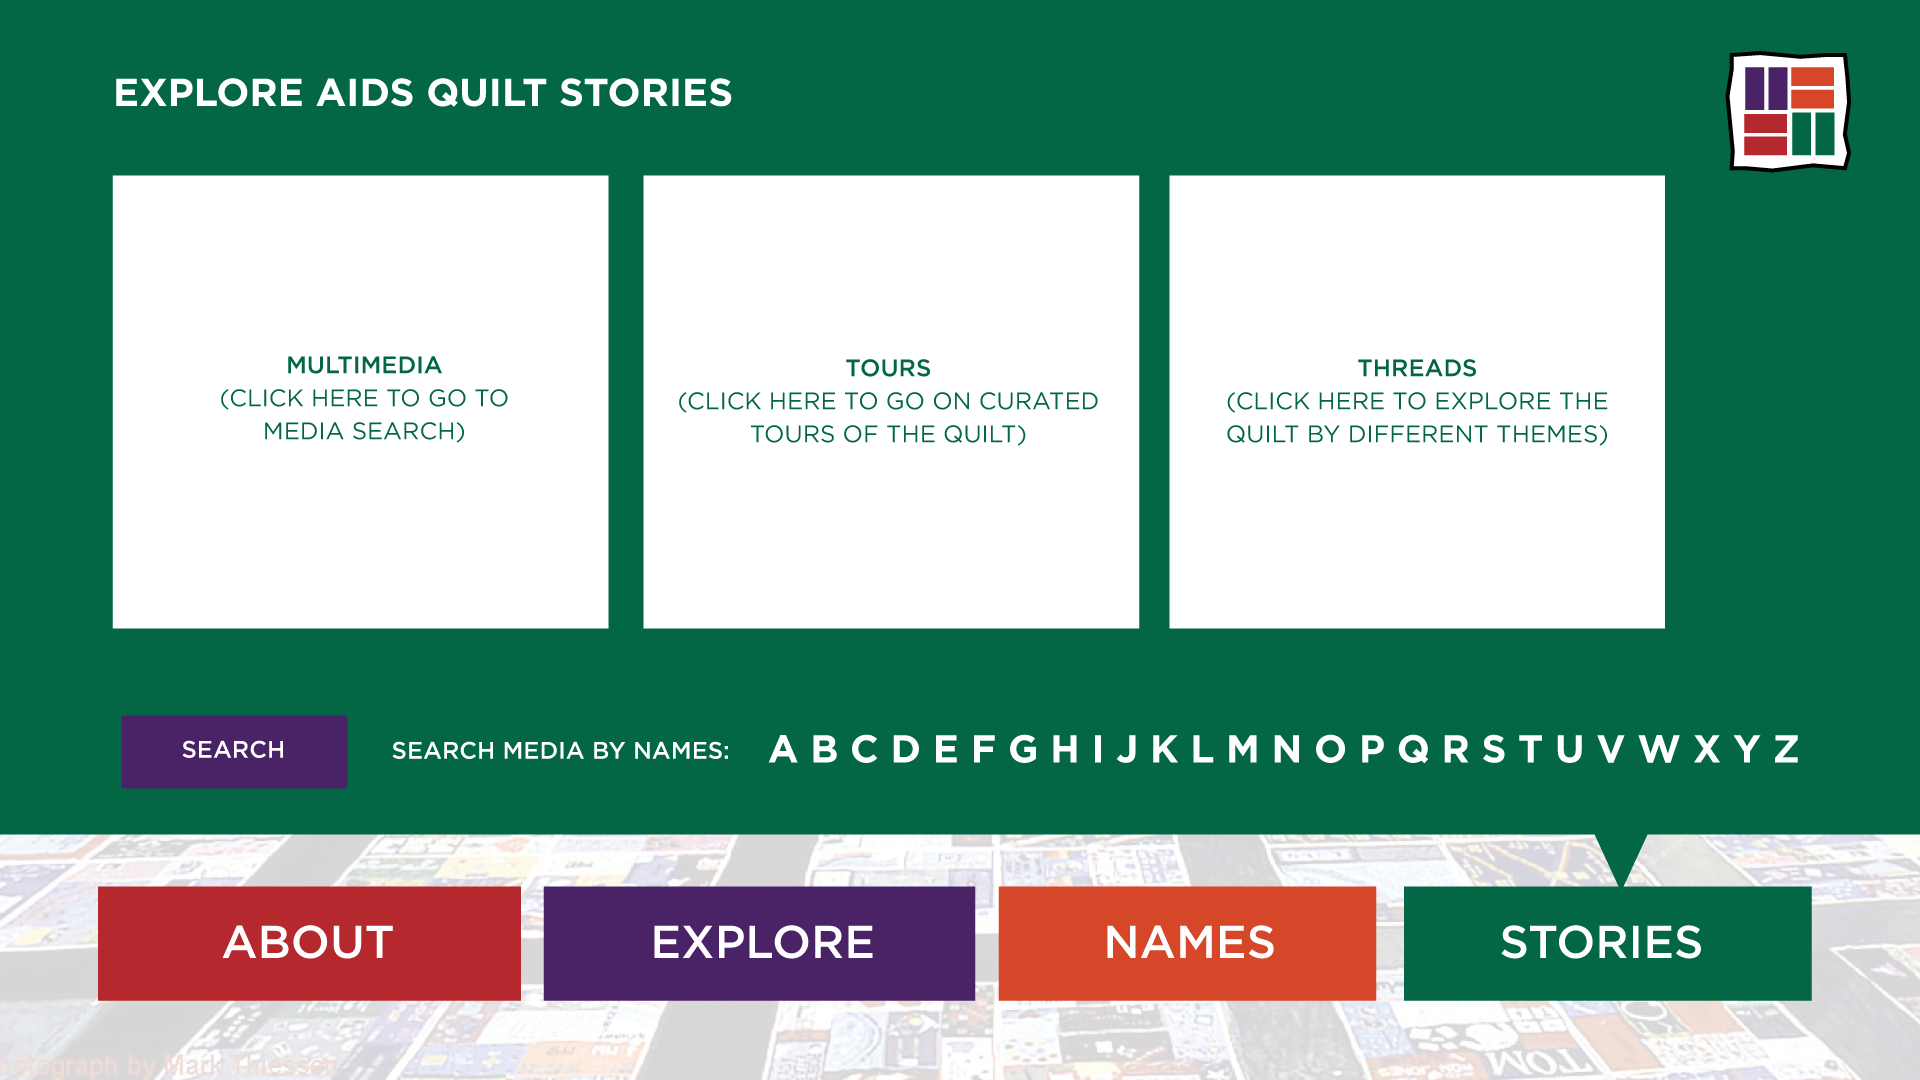 EXPLORE AIDS QUILT STORIES
MULTIMEDIA
(CLICK HERE TO GO TO
MEDIA SEARCH)
TOURS
(CLICK HERE TO GO ON CURATED
TOURS OF THE QUILT)
THREADS
(CLICK HERE TO EXPLORE THE
QUILT BY DIFFERENT THEMES)
SEARCH
SEARCH MEDIA BY NAMES:
A B C D E F G H I J K L M N O P Q R S T U V W X Y Z
ABOUT
EXPLORE
NAMES
STORIES
by Mark Thiessen
TOM